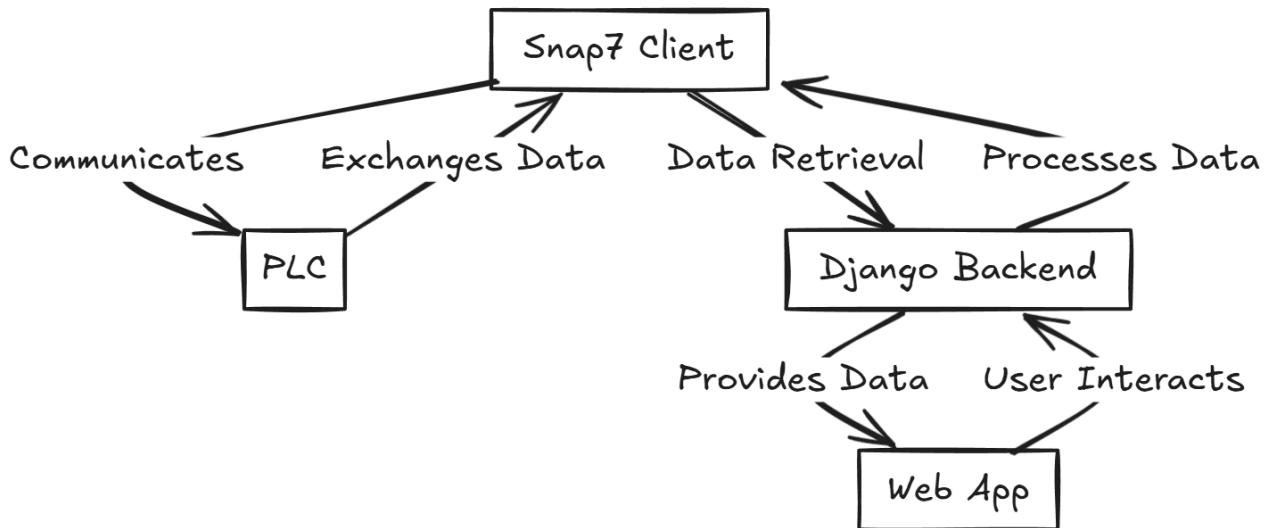 Snap7 Client
Communicates
Exchanges Data
Data Retrieval
Processes Data
PLC
Django Backend
Provides Data
User Interacts
Web App